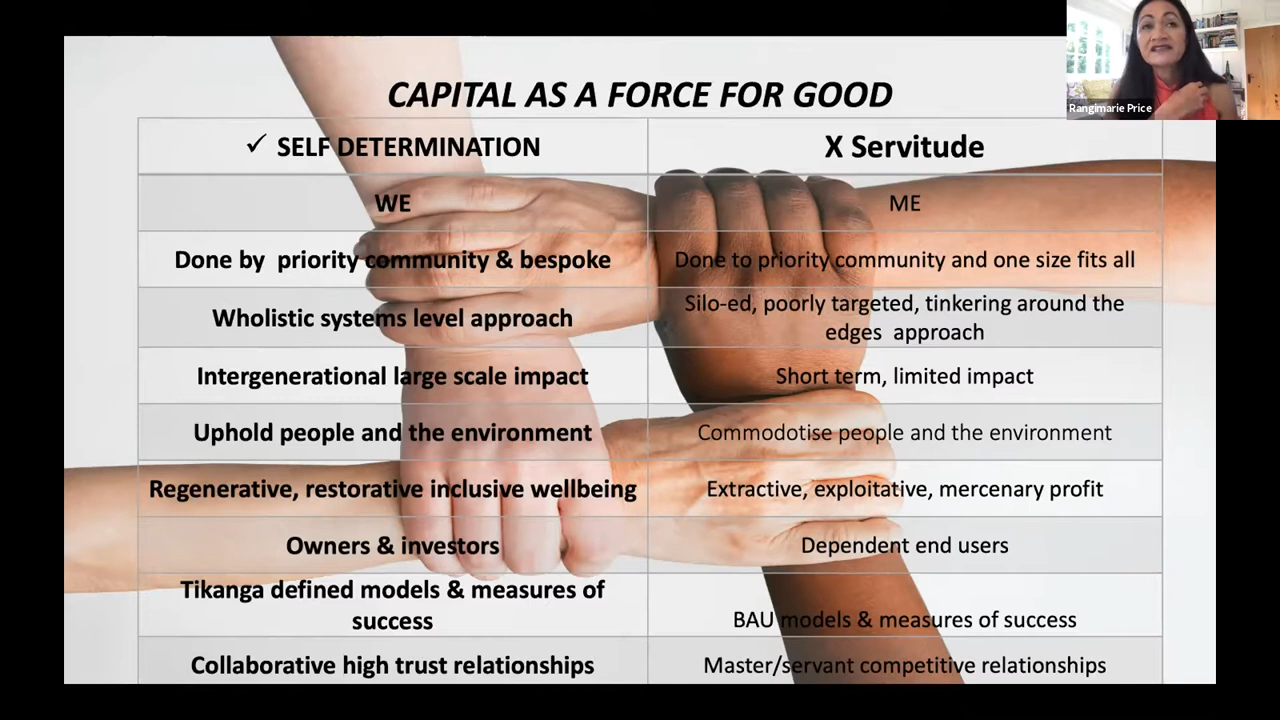 Rangimarie Price
CAPITAL AS A FORCE FOR GOOD
✓ SELF DETERMINATION
X Servitude
WE
ME
Done by priority community & bespoke
Done to priority community and one size fits all
Wholistic systems level approach
Silo-ed, poorly targeted, tinkering around the
edges approach
Intergenerational large scale impact
Short term, limited impact
Uphold people and the environment
Commodotise people and the environment
Regenerative, restorative inclusive wellbeing
Extractive, exploitative, mercenary profit
Owners & investors
Dependent end users
Tikanga defined models & measures of
success
BAU models & measures of success
Collaborative high trust relationships
Master/servant competitive relationships